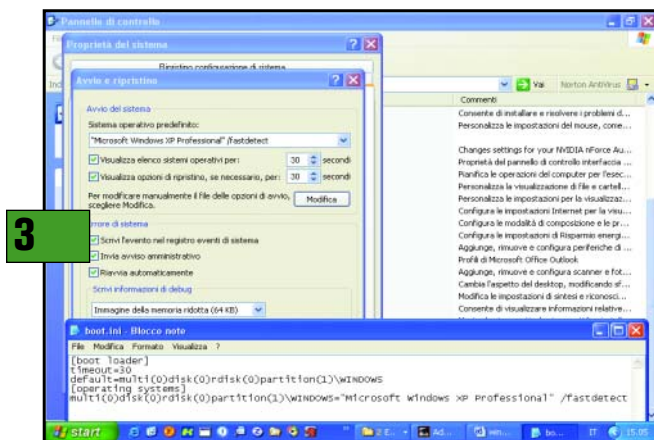 Pannello di controllo
Proprietà del sistema
Ripristino configurazione di sistema
Avvio e ripristino
Vai
Norton AntiVirus
Avvio del sistema
Sistema operativo predefinito:
"Microsoft Windows XP Professional" /fastdetect
Visualizza elenco sistemi operativi per: 30 secondi
Visualizza opzioni di ripristino, se necessario, per: 30 secondi
Per modificare manualmente il file delle opzioni di avvio, scegliere Modifica.
Modifica
3
Errore di sistema
Scrivi l'evento nel registro eventi di sistema
Invia avviso amministrativo
Riavvia automaticamente
Scrivi informazioni di debug
Immagine della memoria ridotta (64 KB)
Commenti
Consente di installare e risolvere i problemi d...
Personalizza le impostazioni del mouse, come...
Changes settings for your NVIDIA nForce Au...
Proprietà del pannello di controllo interfaccia ...
Pianifica le operazioni del computer per l'esec...
Personalizza la visualizzazione di file e cartell...
Personalizza le impostazioni per la visualizzaz...
Configura le impostazioni Internet per la visu...
Configura le modalità di composizione e le pr...
Configura le impostazioni di Risparmio energi...
Aggiunge, rimuove e configura periferiche di ...
Profili di Microsoft Office Outlook
Aggiunge, rimuove e configura scanner e fot...
Cambia l'aspetto del desktop, modificando sf...
Modifica le impostazioni di sintesi e riconosci...
Consente di visualizzare informazioni relative...
boot.ini - Blocco note
File Modifica Formato Visualizza ?
[boot loader]
timeout=30
default=multi(0)disk(0)rdisk(0)partition(1)\WINDOWS
[operating systems]
multi(0)disk(0)rdisk(0)partition(1)\WINDOWS="Microsoft Windows XP Professional" /fastdetect
start
2 E...
Ad...
win...
bo...
IT
15.05